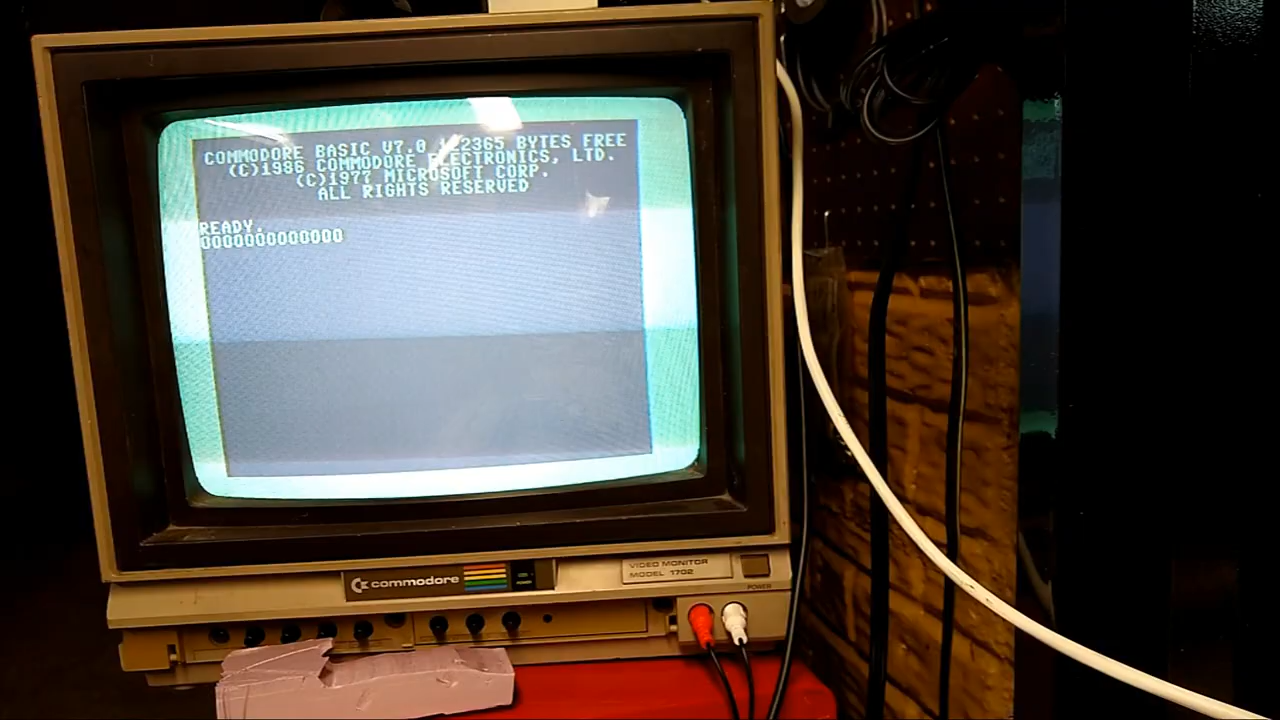 COMMODORE BASIC V7.0 122365 BYTES FREE
(C)1986 COMMODORE ELECTRONICS, LTD.
(C)1977 MICROSOFT CORP.
ALL RIGHTS RESERVED
READY.
0000000000000
commodore
VIDEO MONITOR
MODEL 1702
POWER